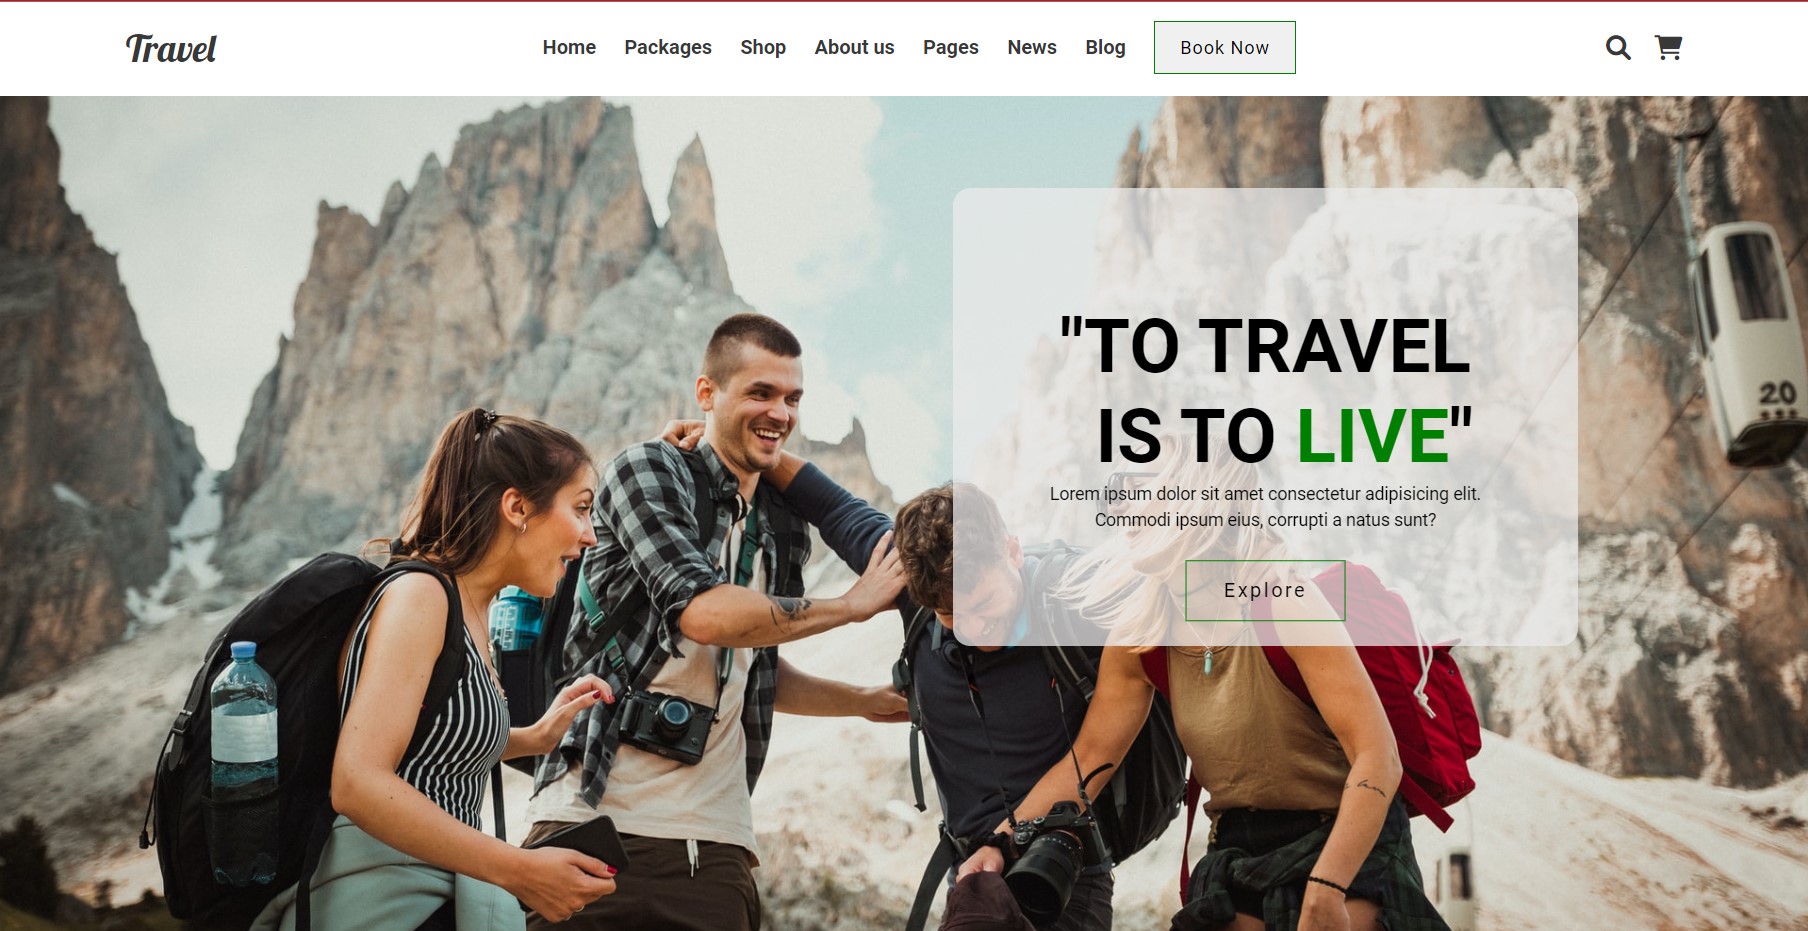 Travel
Home Packages Shop About us Pages News Blog Book Now
"TO TRAVEL
IS TO LIVE"
Lorem ipsum dolor sit amet consectetur adipisicing elit.
Commodi ipsum eius, corrupti a natus sunt?
Explore
20